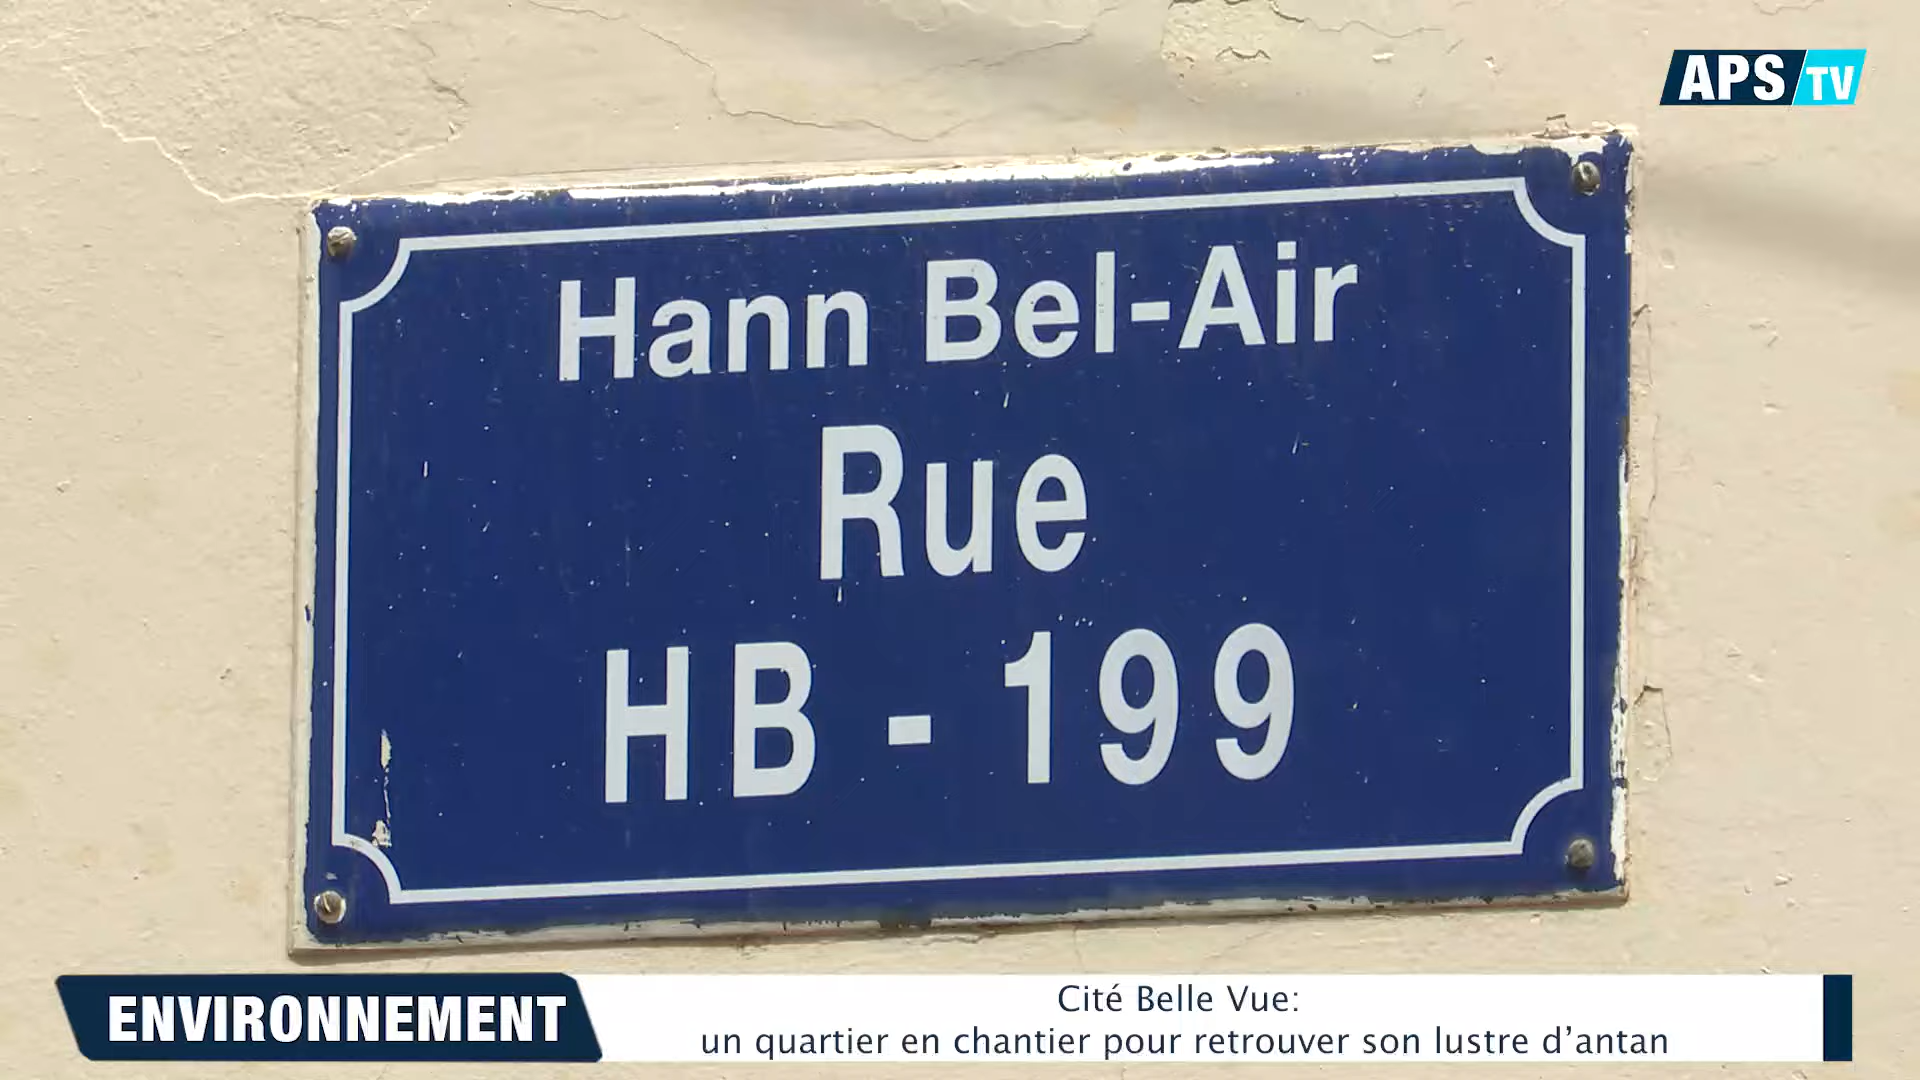 APS TV
Hann Bel-Air
Rue
HB - 199
ENVIRONNEMENT
Cité Belle Vue:
un quartier en chantier pour retrouver son lustre d’antan